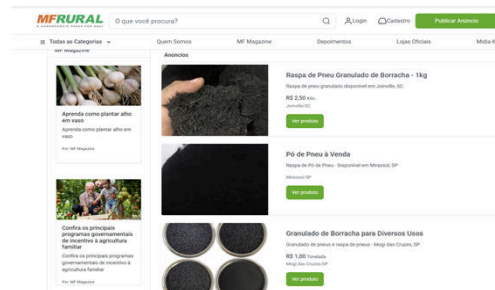 MFRURAL
O que você procura?
Login
Cadastro
Publicar Anúncio
Todas as Categorias
Quem Somos
MF Magazine
Depoimentos
Lojas Oficiais
Mídia
MF Magazine
Anúncios
Aprenda como plantar alho em
vaso
Aprenda como plantar alho em
vaso
Por MF Magazine
Confira os principais
programas governamentais
de incentivo à agricultura
familiar
Confira os principais programas
governamentais de incentivo à
agricultura familiar
Por MF Magazine
Raspa de Pneu Granulado de Borracha - 1kg
Raspa de pneu granulado disponível em Joinville, SC.
R$ 2,50 Kilo
Joinville/SC
Ver produto
Pó de Pneu à Venda
Raspa de Pó de Pneu - Disponível em Mirassol, SP
Mirassol/SP
Ver produto
Granulado de Borracha para Diversos Usos
Granulado de pneus e raspa de pneus - Mogi das Cruzes, SP
R$ 1,00 Tonelada
Mogi das Cruzes/SP
Ver produto